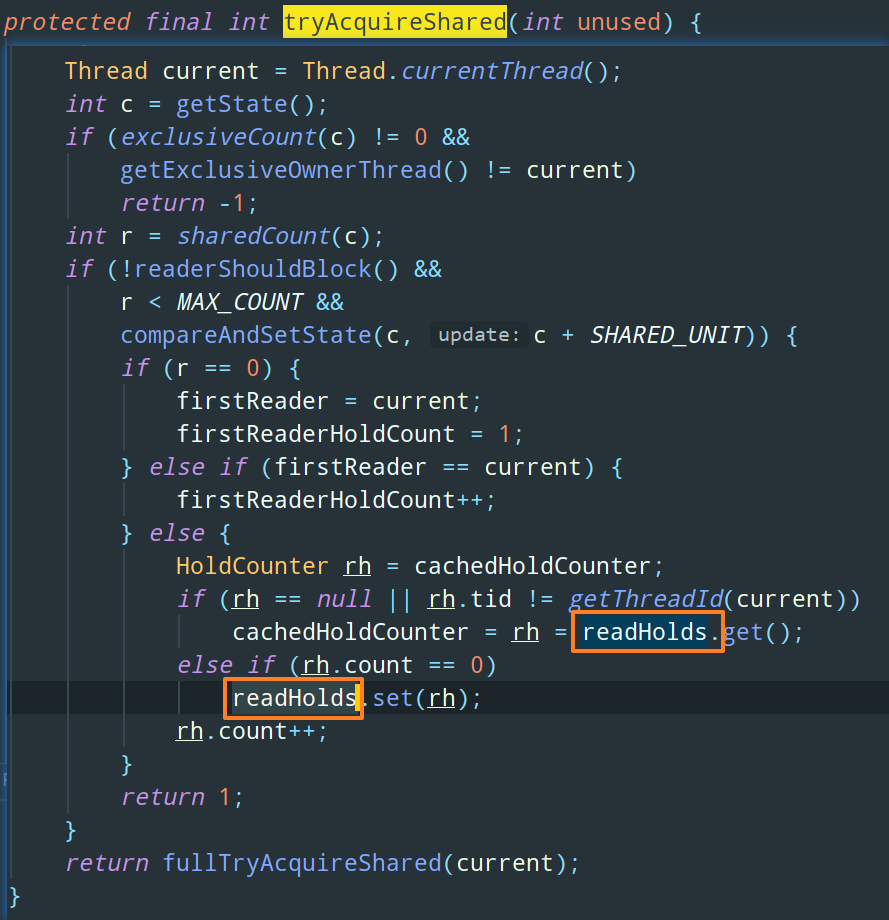 protected final int tryAcquireShared(int unused) {
Thread current = Thread.currentThread();
int c = getState();
if (exclusiveCount(c) != 0 &&
getExclusiveOwnerThread() != current)
return -1;
int r = sharedCount(c);
if (!readerShouldBlock() &&
r < MAX_COUNT &&
compareAndSetState(c, update: c + SHARED_UNIT)) {
if (r == 0) {
firstReader = current;
firstReaderHoldCount = 1;
} else if (firstReader == current) {
firstReaderHoldCount++;
} else {
HoldCounter rh = cachedHoldCounter;
if (rh == null || rh.tid != getThreadId(current))
cachedHoldCounter = rh = readHolds.get();
else if (rh.count == 0)
readHolds.set(rh);
rh.count++;
}
return 1;
}
return fullTryAcquireShared(current);
}